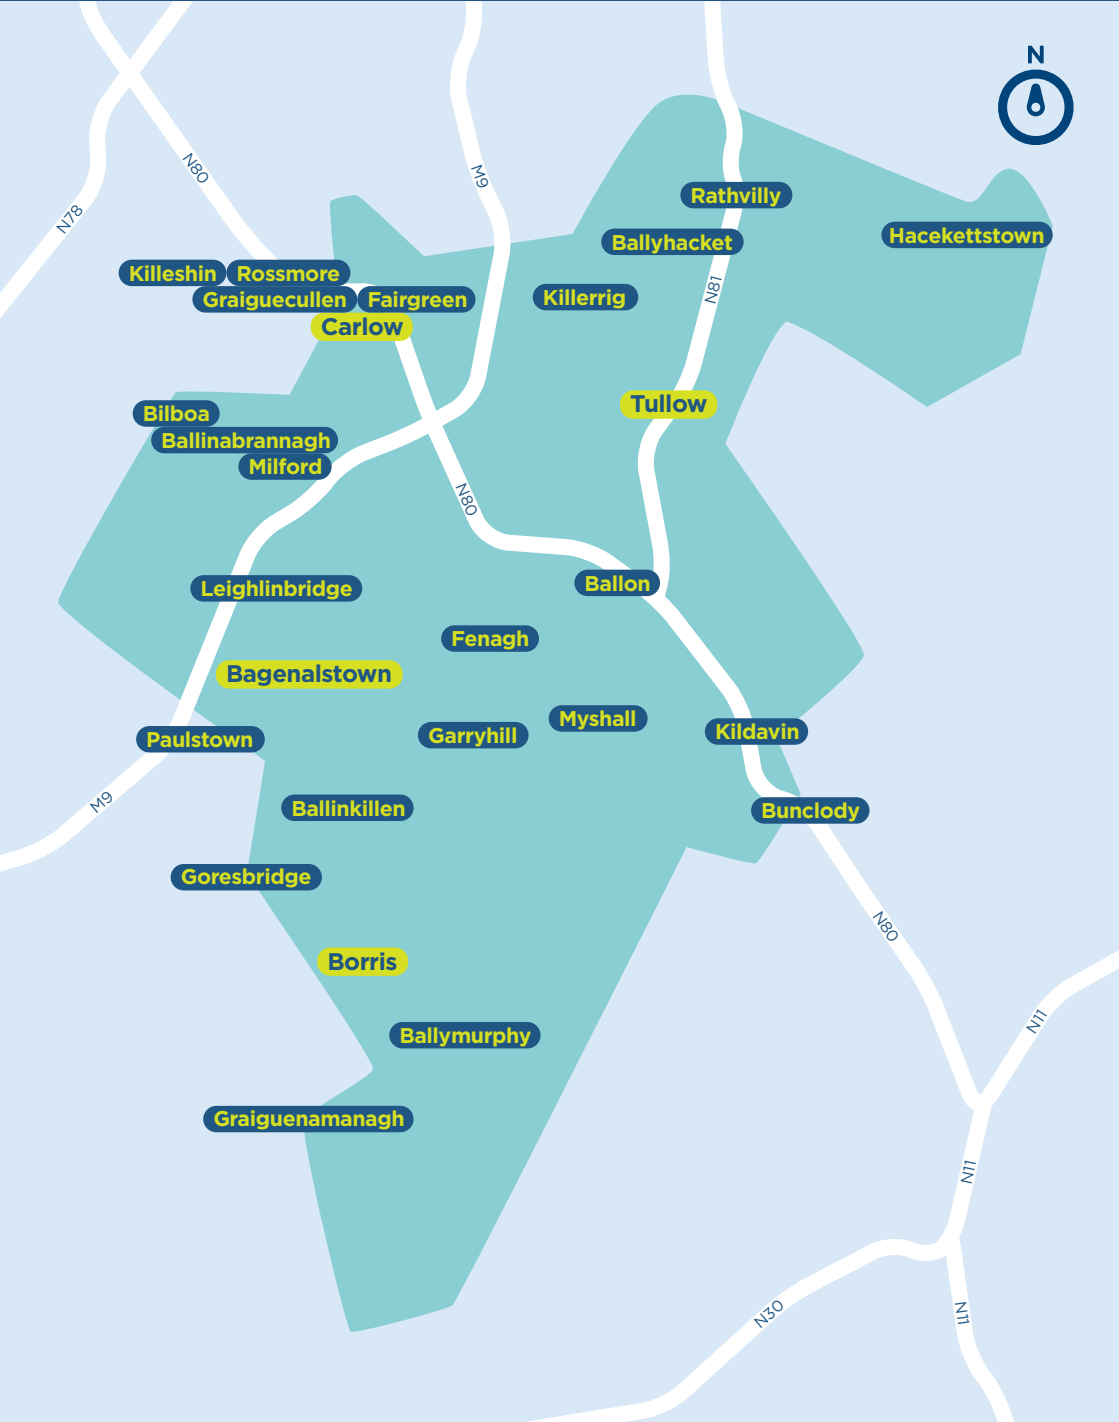 N
N80
M9
N78
Rathvilly
Hacekettstown
Ballyhacket
Killeshin
Rossmore
N81
Graiguecullen
Fairgreen
Killerrig
Carlow
Tullow
Bilboa
Ballinabrannagh
Milford
N80
Ballon
Leighlinbridge
Fenagh
Bagenalstown
Myshall
Kildavin
Garryhill
Paulstown
M9
Ballinkillen
Bunclody
Goresbridge
N80
Borris
N11
Ballymurphy
Graiguenamanagh
N11
N30
N11